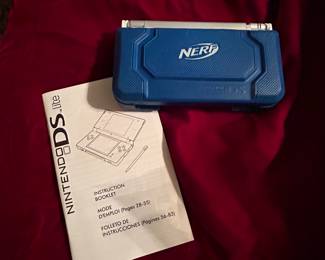 NERF
NINTENDO DS lite
INSTRUCTION
BOOKLET
MODE
D'EMPLOI (Pages 28-55)
FOLLETO DE
INSTRUCCIONES (Páginas 56-83)